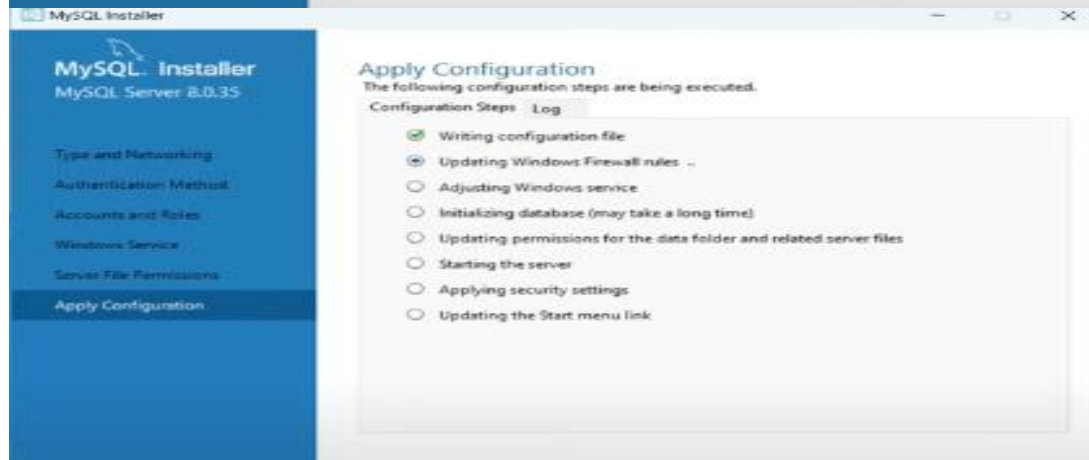 MySQL Installer
MySQL. Installer
MySQL Server 8.0.35
Type and Networking
Authentication Method
Accounts and Roles
Windows Service
Server File Permissions
Apply Configuration
Apply Configuration
The following configuration steps are being executed.
Configuration Steps Log
Writing configuration file
Updating Windows Firewall rules ..
Adjusting Windows service
Initializing database (may take a long time)
Updating permissions for the data folder and related server files
Starting the server
Applying security settings
Updating the Start menu link